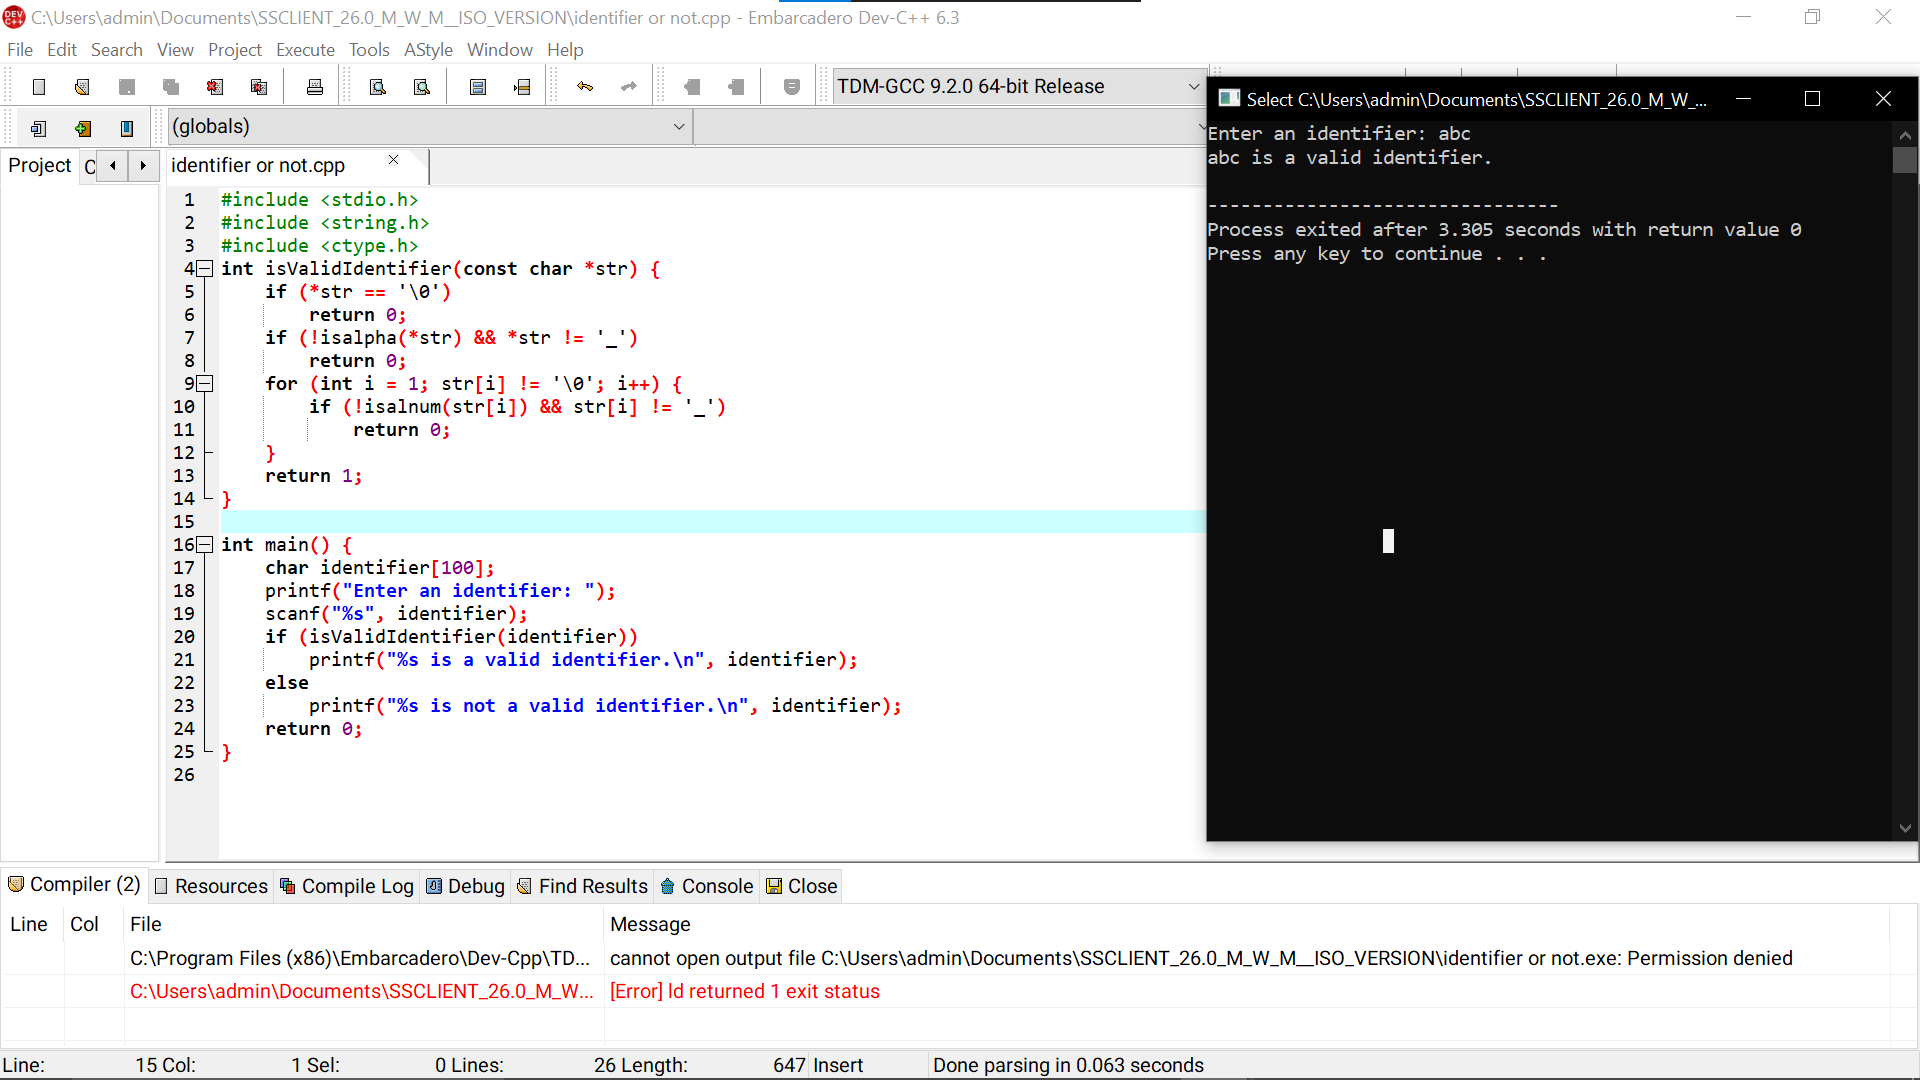 C:\Users\admin\Documents\SSCLIENT_26.0_M_W_M__ISO_VERSION\identifier or not.cpp - Embarcadero Dev-C++ 6.3
File Edit Search View Project Execute Tools AStyle Window Help
TDM-GCC 9.2.0 64-bit Release
(globals)
Project
identifier or not.cpp
1 #include <stdio.h>
2 #include <string.h>
3 #include <ctype.h>
4 int isValidIdentifier(const char *str) {
5     if (*str == '\0')
6         return 0;
7     if (!isalpha(*str) && *str != '_')
8         return 0;
9     for (int i = 1; str[i] != '\0'; i++) {
10         if (!isalnum(str[i]) && str[i] != '_')
11             return 0;
12     }
13     return 1;
14 }
15
16 int main() {
17     char identifier[100];
18     printf("Enter an identifier: ");
19     scanf("%s", identifier);
20     if (isValidIdentifier(identifier))
21         printf("%s is a valid identifier.\n", identifier);
22     else
23         printf("%s is not a valid identifier.\n", identifier);
24     return 0;
25 }
26
Select C:\Users\admin\Documents\SSCLIENT_26.0_M_W_...
Enter an identifier: abc
abc is a valid identifier.
--------------------------------
Process exited after 3.305 seconds with return value 0
Press any key to continue . . .
Compiler (2) Resources Compile Log Debug Find Results Console Close
Line Col File Message
C:\Program Files (x86)\Embarcadero\Dev-Cpp\TD... cannot open output file C:\Users\admin\Documents\SSCLIENT_26.0_M_W_M__ISO_VERSION\identifier or not.exe: Permission denied
C:\Users\admin\Documents\SSCLIENT_26.0_M_W... [Error] ld returned 1 exit status
Line: 15 Col: 1 Sel: 0 Lines: 26 Length: 647 Insert Done parsing in 0.063 seconds